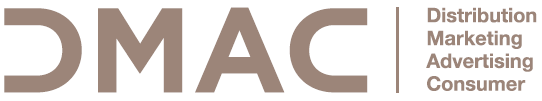 DMAC
Distribution
Marketing
Advertising
Consumer